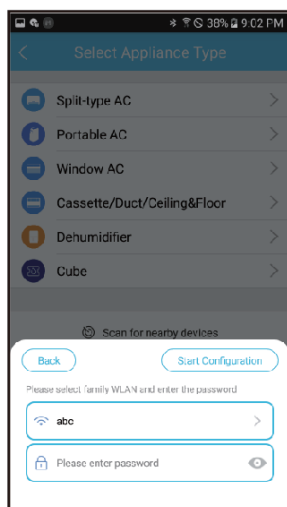 38% 9:02 PM
Select Appliance Type
Split-type AC
Portable AC
Window AC
Cassette/Duct/Ceiling&Floor
Dehumidifier
Cube
Scan for nearby devices
Back
Start Configuration
Please select family WLAN and enter the password
abc
Please enter password